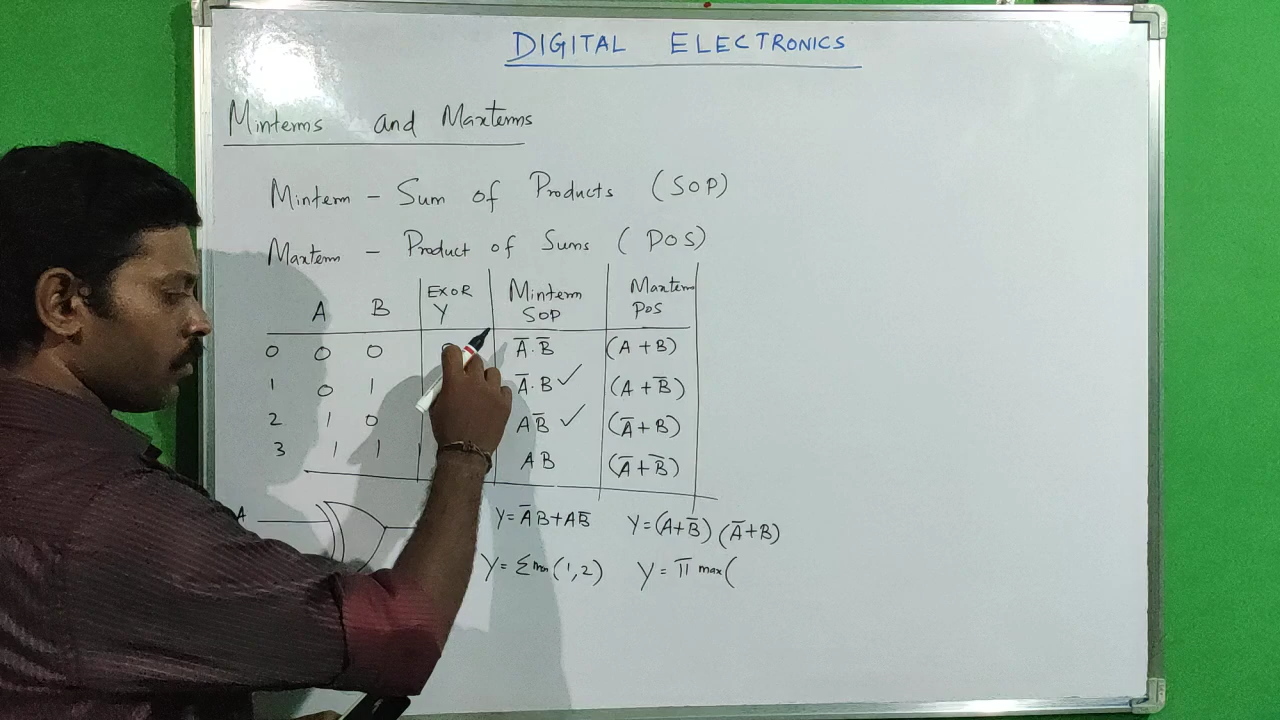 DIGITAL ELECTRONICS
Minterms and Maxterms
Minterm - Sum of Products (SOP)
Maxterm - Product of Sums (POS)
A B EXOR Y Minterm SOP Maxterm POS
0 0 0 A̅.B̅ (A + B)
1 0 1 A̅.B ✓ (A + B̅)
2 1 0 AB̅ ✓ (A̅ + B)
3 1 1 AB (A̅ + B̅)
A
Y = A̅B + AB̅ Y = (A+B̅) (A̅+B)
Y = Σ min (1,2) Y = π max (